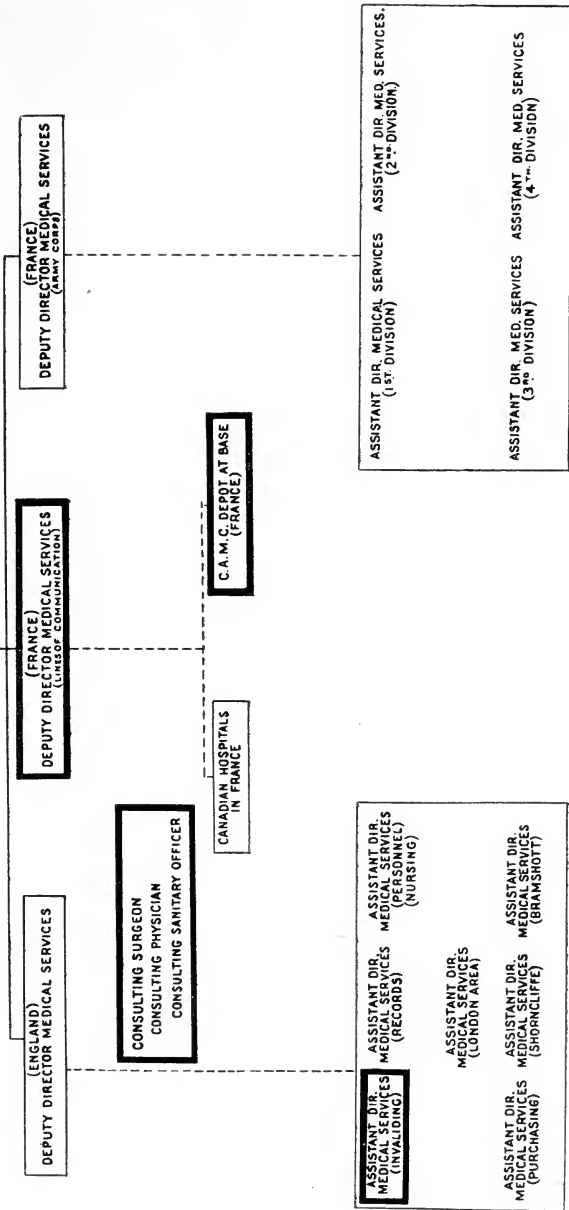 (ENGLAND)
DEPUTY DIRECTOR MEDICAL SERVICES
(FRANCE)
DEPUTY DIRECTOR MEDICAL SERVICES
(LINES OF COMMUNICATION)
(FRANCE)
DEPUTY DIRECTOR MEDICAL SERVICES
(ARMY CORPS)
CONSULTING SURGEON
CONSULTING PHYSICIAN
CONSULTING SANITARY OFFICER
CANADIAN HOSPITALS
IN FRANCE
C.A.M.C. DEPOT AT BASE
(FRANCE)
ASSISTANT DIR.
MEDICAL SERVICES
(INVALIDING)
ASSISTANT DIR.
MEDICAL SERVICES
(RECORDS)
ASSISTANT DIR.
MEDICAL SERVICES
(PERSONNEL)
(NURSING)
ASSISTANT DIR.
MEDICAL SERVICES
(LONDON AREA)
ASSISTANT DIR.
MEDICAL SERVICES
(PURCHASING)
ASSISTANT DIR.
MEDICAL SERVICES
(SHORNCLIFFE)
ASSISTANT DIR.
MEDICAL SERVICES
(BRAMSHOTT)
ASSISTANT DIR. MEDICAL SERVICES
(1ST. DIVISION)
ASSISTANT DIR. MED. SERVICES.
(2ND. DIVISION.)
ASSISTANT DIR. MED. SERVICES
(3RD DIVISION)
ASSISTANT DIR. MED. SERVICES
(4TH. DIVISION)